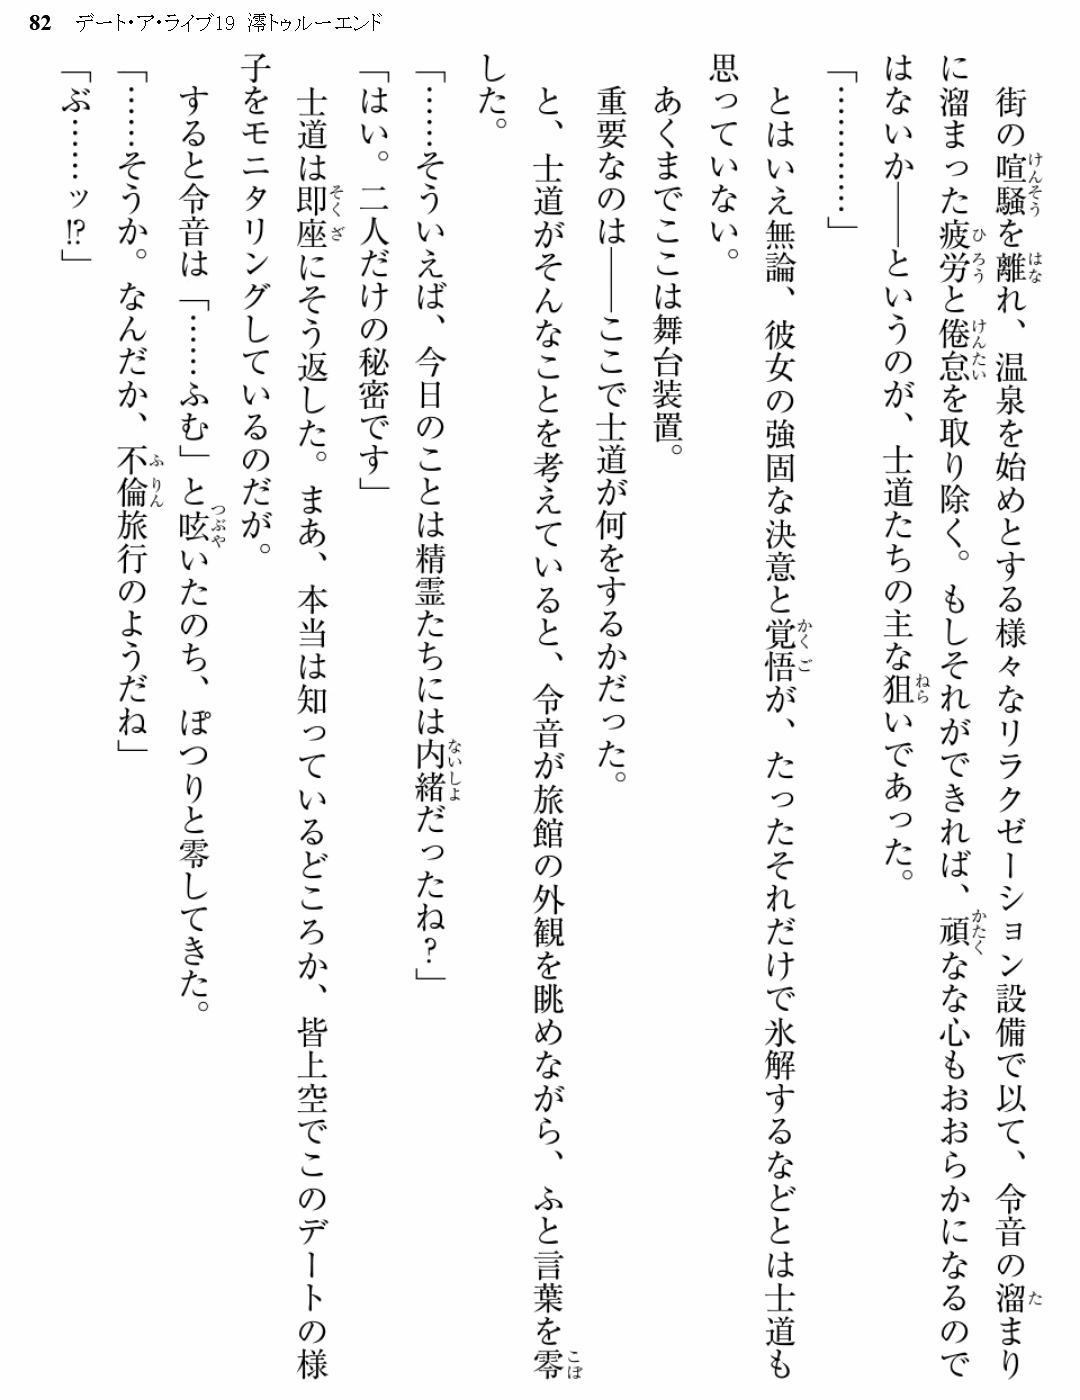 82 デート・ア・ライブ19 澪トゥルーエンド
街の喧騒を離れ、温泉を始めとする様々なリラクゼーション設備で以て、令音の溜まり
に溜まった疲労と倦怠を取り除く。もしそれができれば、頑なな心もおおらかになるので
はないか――というのが、士道たちの主な狙いであった。
「…………」
とはいえ無論、彼女の強固な決意と覚悟が、たったそれだけで氷解するなどとは士道も
思っていない。
あくまでここは舞台装置。
重要なのは――ここで士道が何をするかだった。
と、士道がそんなことを考えていると、令音が旅館の外観を眺めながら、ふと言葉を零
した。
「……そういえば、今日のことは精霊たちには内緒だったね？」
「はい。二人だけの秘密です」
士道は即座にそう返した。まあ、本当は知っているどころか、皆上空でこのデートの様
子をモニタリングしているのだが。
すると令音は「……ふむ」と呟いたのち、ぽつりと零してきた。
「……そうか。なんだか、不倫旅行のようだね」
「ぶ……ッ!?」